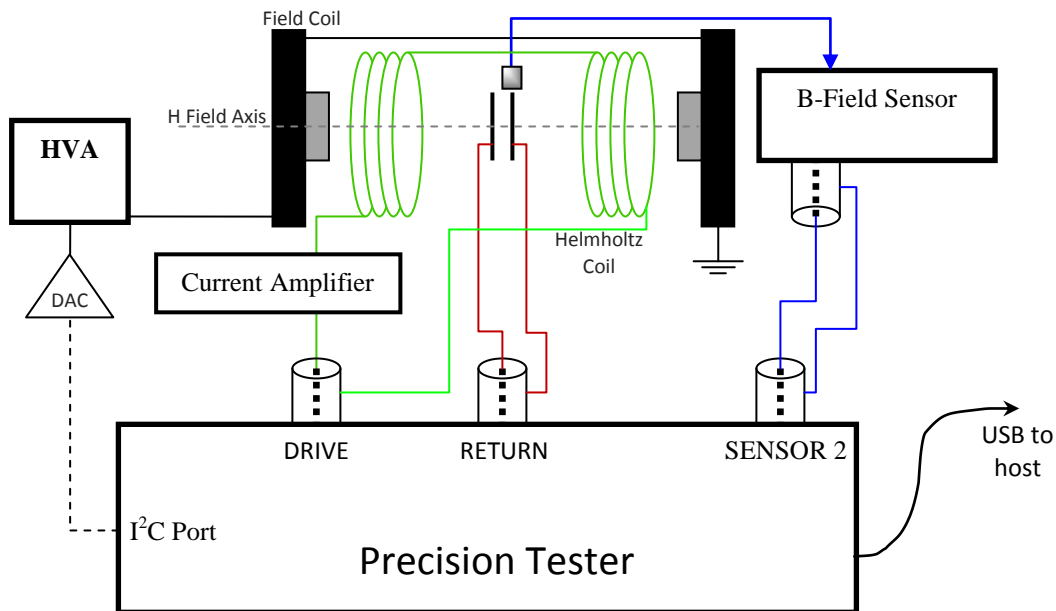 Field Coil
B-Field Sensor
H Field Axis
HVA
Helmholtz
Coil
Current Amplifier
DAC
DRIVE
RETURN
SENSOR 2
USB to
host
I²C Port
Precision Tester